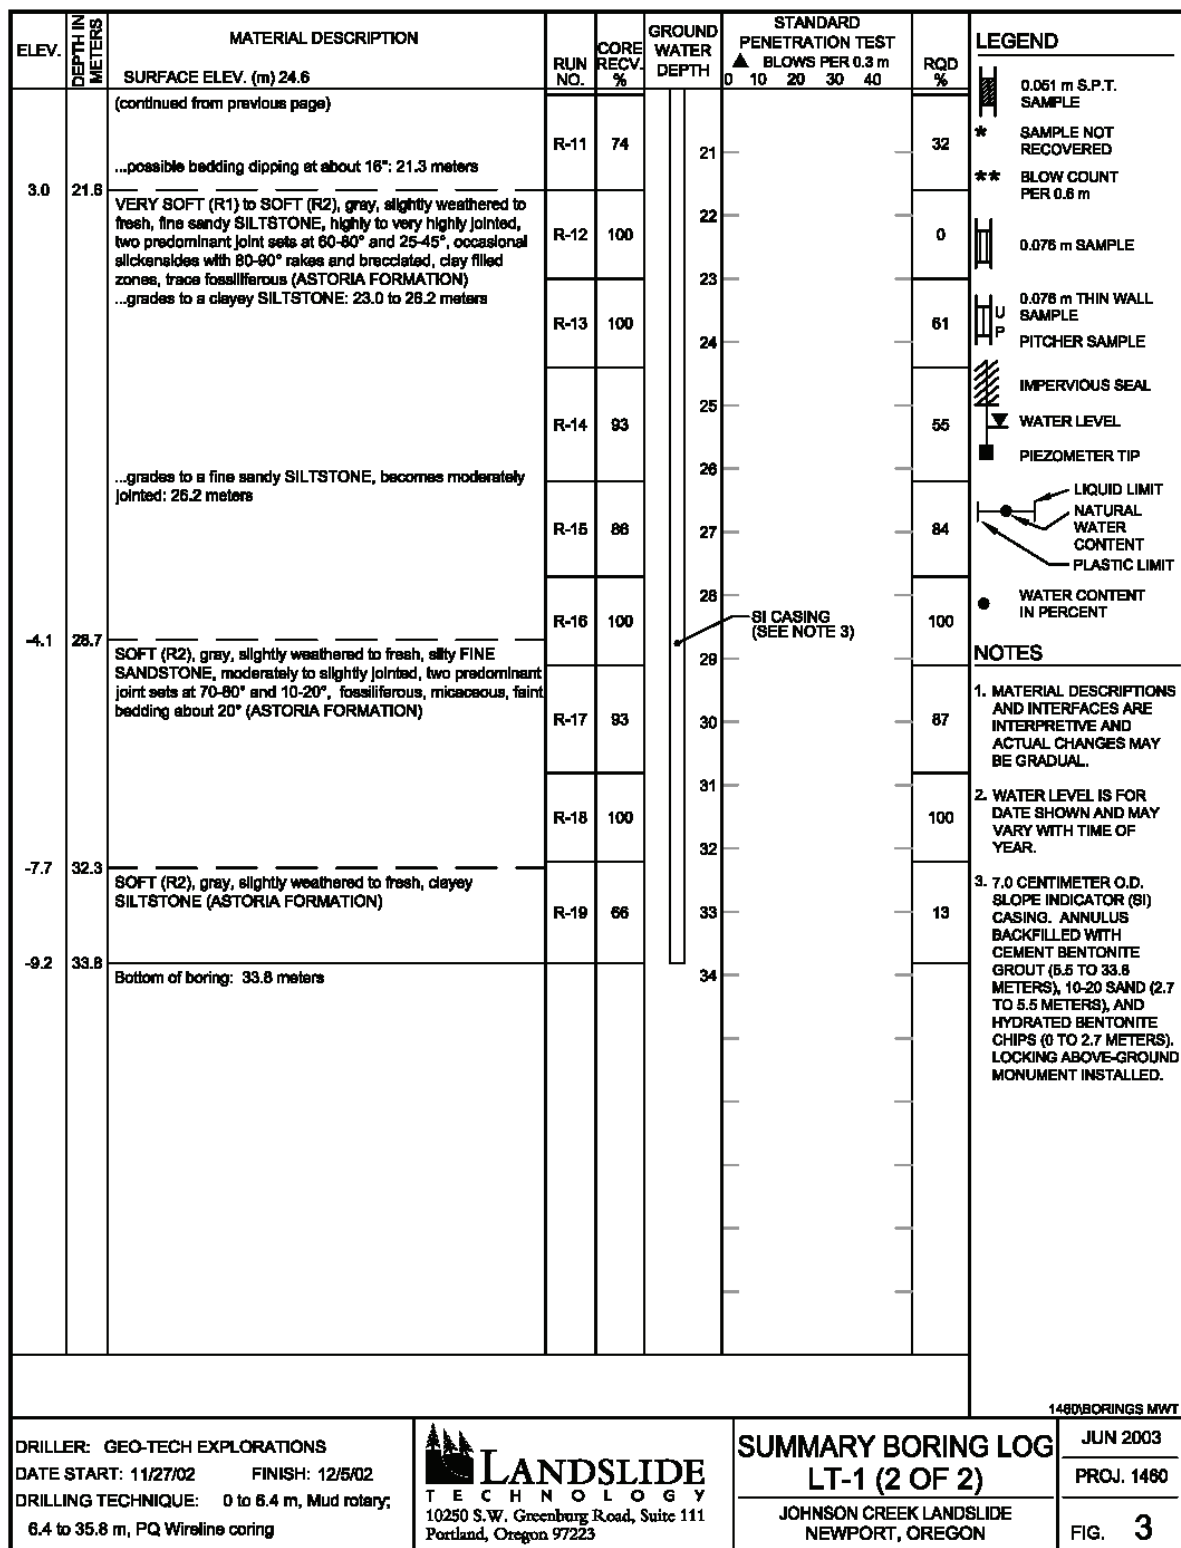 ELEV.
DEPTH IN METERS
MATERIAL DESCRIPTION
SURFACE ELEV. (m) 24.6
RUN NO.
CORE RECV. %
GROUND WATER DEPTH
STANDARD PENETRATION TEST
▲ BLOWS PER 0.3 m
0 10 20 30 40
RQD %
(continued from previous page)
R-11 74 21 32
...possible bedding dipping at about 16°: 21.3 meters
3.0 21.6
VERY SOFT (R1) to SOFT (R2), gray, slightly weathered to
fresh, fine sandy SILTSTONE, highly to very highly jointed,
two predominant joint sets at 60-80° and 25-45°, occasional
slickensides with 80-90° rakes and brecciated, clay filled
zones, trace fossiliferous (ASTORIA FORMATION)
...grades to a clayey SILTSTONE: 23.0 to 26.2 meters
22
R-12 100 0
23
R-13 100 61
24
25
R-14 93 55
26
...grades to a fine sandy SILTSTONE, becomes moderately
jointed: 26.2 meters
R-15 86 27 84
28
R-16 100 100
SI CASING
(SEE NOTE 3)
-4.1 28.7
SOFT (R2), gray, slightly weathered to fresh, silty FINE
SANDSTONE, moderately to slightly jointed, two predominant
joint sets at 70-80° and 10-20°, fossiliferous, micaceous, faint
bedding about 20° (ASTORIA FORMATION)
29
R-17 93 30 87
31
R-18 100 100
32
-7.7 32.3
SOFT (R2), gray, slightly weathered to fresh, clayey
SILTSTONE (ASTORIA FORMATION)
R-19 66 33 13
-9.2 33.8
Bottom of boring: 33.8 meters
34
LEGEND
0.051 m S.P.T.
SAMPLE
* SAMPLE NOT
RECOVERED
** BLOW COUNT
PER 0.6 m
0.076 m SAMPLE
0.076 m THIN WALL
U SAMPLE
P PITCHER SAMPLE
IMPERVIOUS SEAL
WATER LEVEL
PIEZOMETER TIP
LIQUID LIMIT
NATURAL
WATER
CONTENT
PLASTIC LIMIT
WATER CONTENT
IN PERCENT
NOTES
1. MATERIAL DESCRIPTIONS
AND INTERFACES ARE
INTERPRETIVE AND
ACTUAL CHANGES MAY
BE GRADUAL.
2. WATER LEVEL IS FOR
DATE SHOWN AND MAY
VARY WITH TIME OF
YEAR.
3. 7.0 CENTIMETER O.D.
SLOPE INDICATOR (SI)
CASING. ANNULUS
BACKFILLED WITH
CEMENT BENTONITE
GROUT (5.5 TO 33.8
METERS), 10-20 SAND (2.7
TO 5.5 METERS), AND
HYDRATED BENTONITE
CHIPS (0 TO 2.7 METERS).
LOCKING ABOVE-GROUND
MONUMENT INSTALLED.
1460\BORINGS MWT
DRILLER: GEO-TECH EXPLORATIONS
DATE START: 11/27/02 FINISH: 12/5/02
DRILLING TECHNIQUE: 0 to 6.4 m, Mud rotary;
6.4 to 35.8 m, PQ Wireline coring
LANDSLIDE
TECHNOLOGY
10250 S.W. Greenburg Road, Suite 111
Portland, Oregon 97223
SUMMARY BORING LOG
LT-1 (2 OF 2)
JOHNSON CREEK LANDSLIDE
NEWPORT, OREGON
JUN 2003
PROJ. 1460
FIG. 3